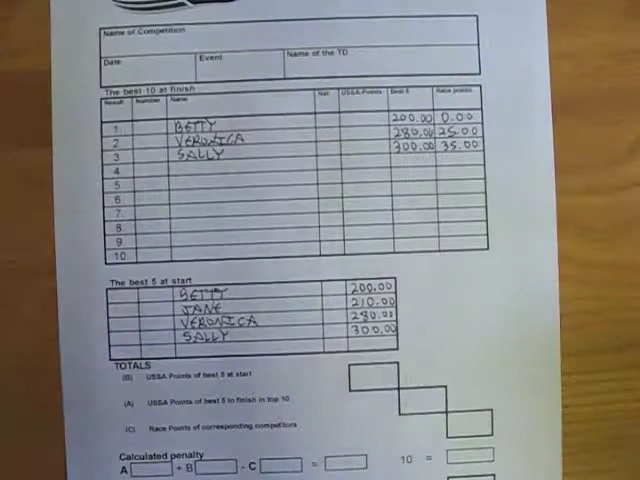 Name of Competition
Date Event Name of the TD
The best 10 at finish
Result Number Name Nat USSA Points Best 5 Race points
1 BETTY 200.00 0.00
2 VERONICA 280.00 25.00
3 SALLY 300.00 35.00
4
5
6
7
8
9
10
The best 5 at start
BETTY 200.00
JANE 210.00
VERONICA 280.00
SALLY 300.00
TOTALS
(B) USSA Points of best 5 at start
(A) USSA Points of best 5 to finish in top 10
(C) Race Points of corresponding competitors
Calculated penalty
A + B - C = 10 =